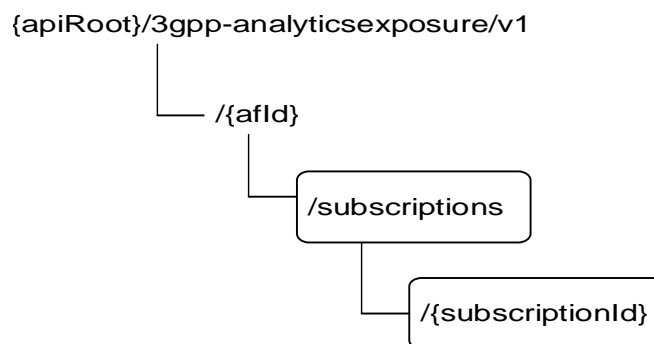 {apiRoot}/3gpp-analyticsexposure/v1
/{afId}
/subscriptions
/{subscriptionId}